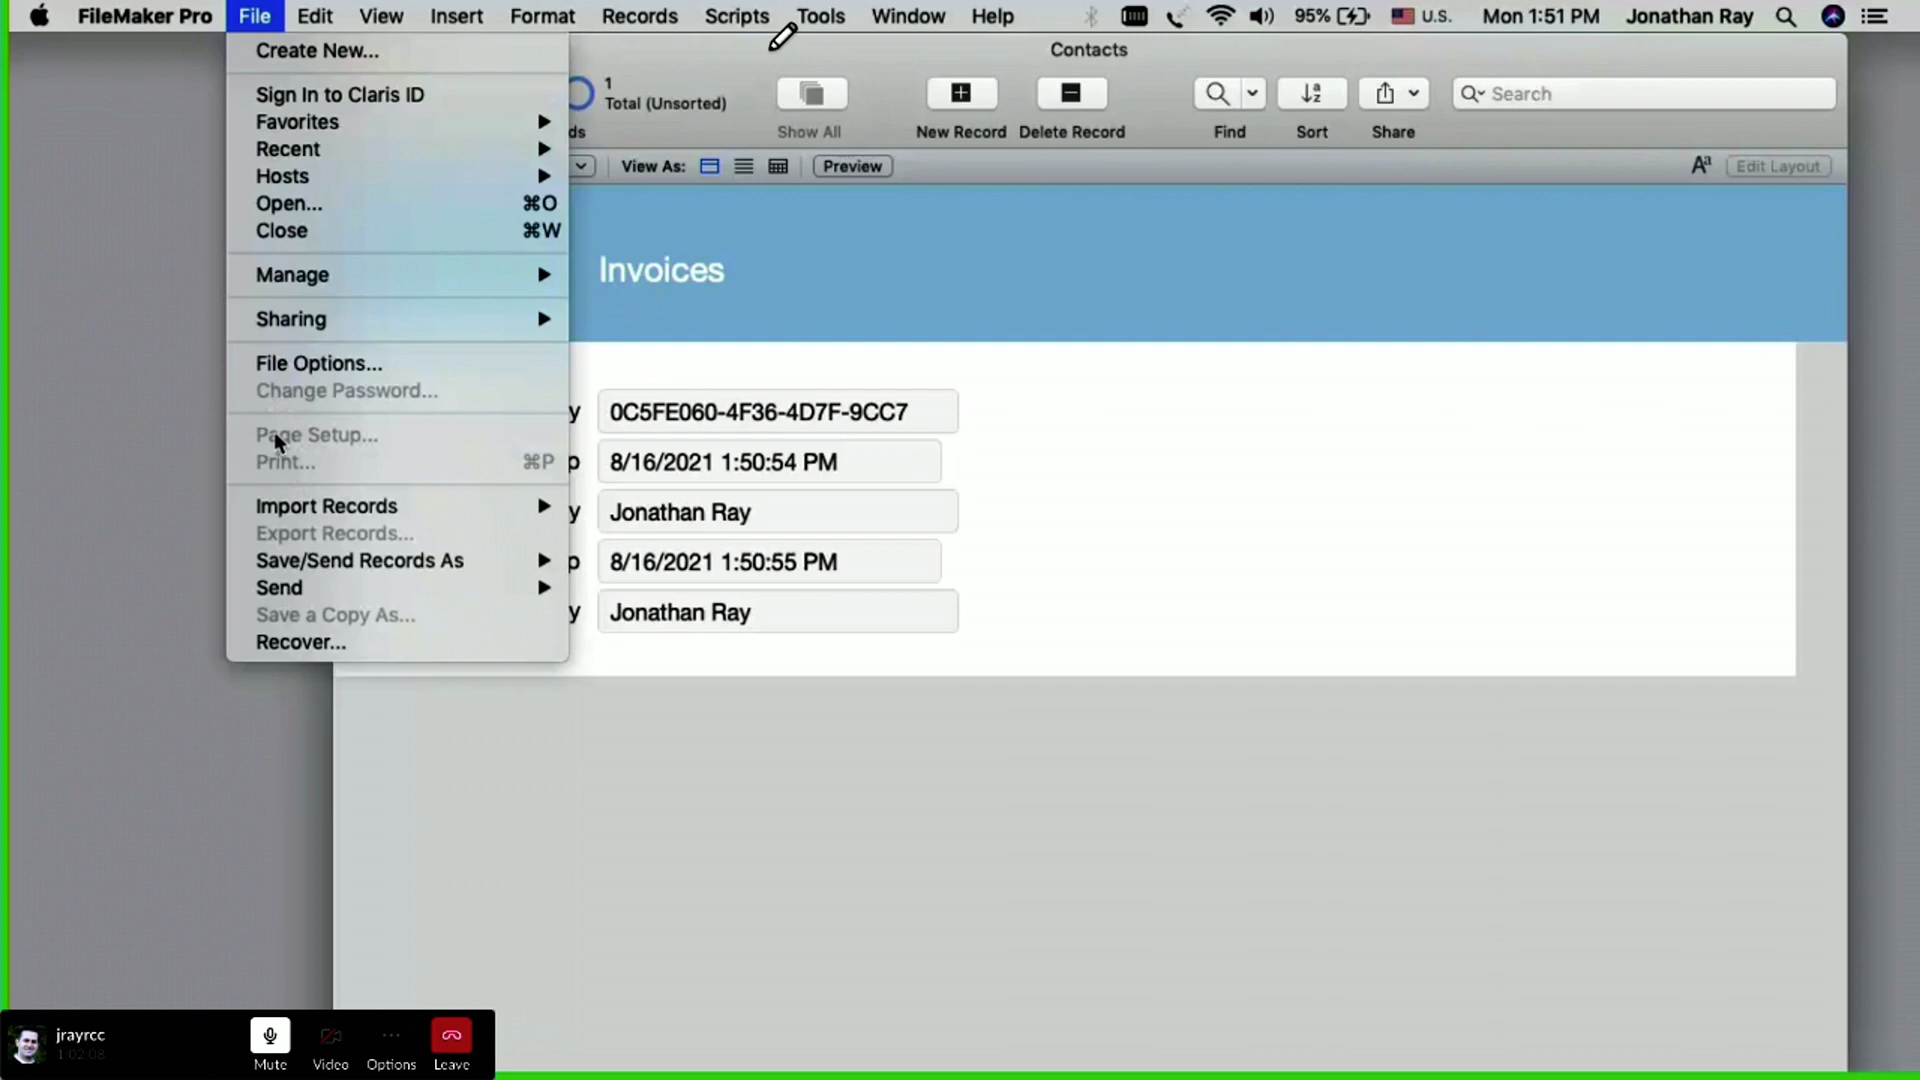 FileMaker Pro File Edit View Insert Format Records Scripts Tools Window Help 95% U.S. Mon 1:51 PM Jonathan Ray
Create New...
Sign In to Claris ID
Favorites
Recent
Hosts
Open... ⌘O
Close ⌘W
Manage
Sharing
File Options...
Change Password...
Page Setup...
Print... ⌘P
Import Records
Export Records...
Save/Send Records As
Send
Save a Copy As...
Recover...
Contacts
1
Total (Unsorted)
Search
ds Show All New Record Delete Record Find Sort Share
View As: Preview Aa Edit Layout
Invoices
y 0C5FE060-4F36-4D7F-9CC7
p 8/16/2021 1:50:54 PM
y Jonathan Ray
p 8/16/2021 1:50:55 PM
y Jonathan Ray
jrayrcc
1:02:08
Mute Video Options Leave